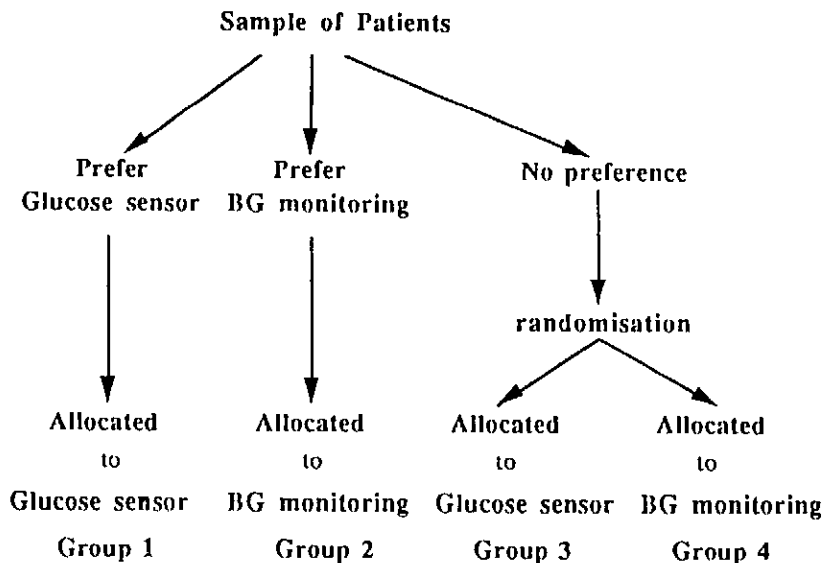 Sample of Patients
Prefer
Glucose sensor
Prefer
BG monitoring
No preference
randomisation
Allocated
to
Glucose sensor
Group 1
Allocated
to
BG monitoring
Group 2
Allocated
to
Glucose sensor
Group 3
Allocated
to
BG monitoring
Group 4